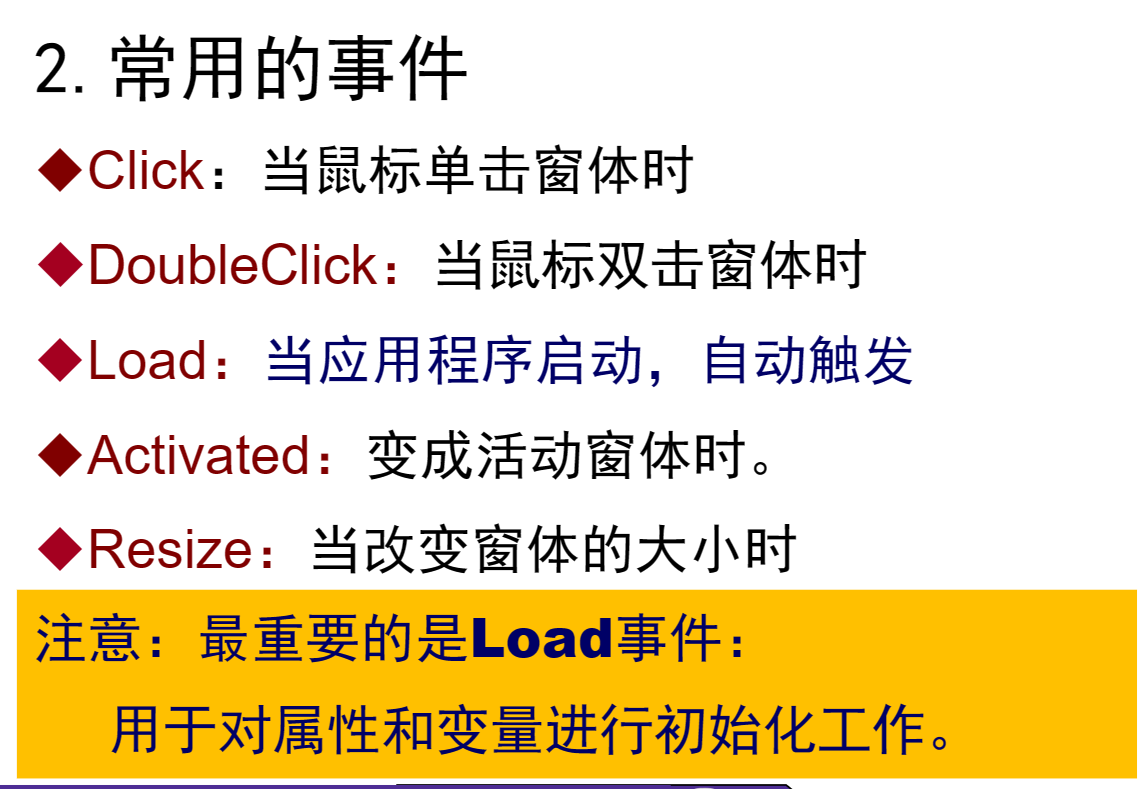 2.常用的事件
◆Click：当鼠标单击窗体时
◆DoubleClick：当鼠标双击窗体时
◆Load：当应用程序启动，自动触发
◆Activated：变成活动窗体时。
◆Resize：当改变窗体的大小时
注意：最重要的是Load事件：
用于对属性和变量进行初始化工作。